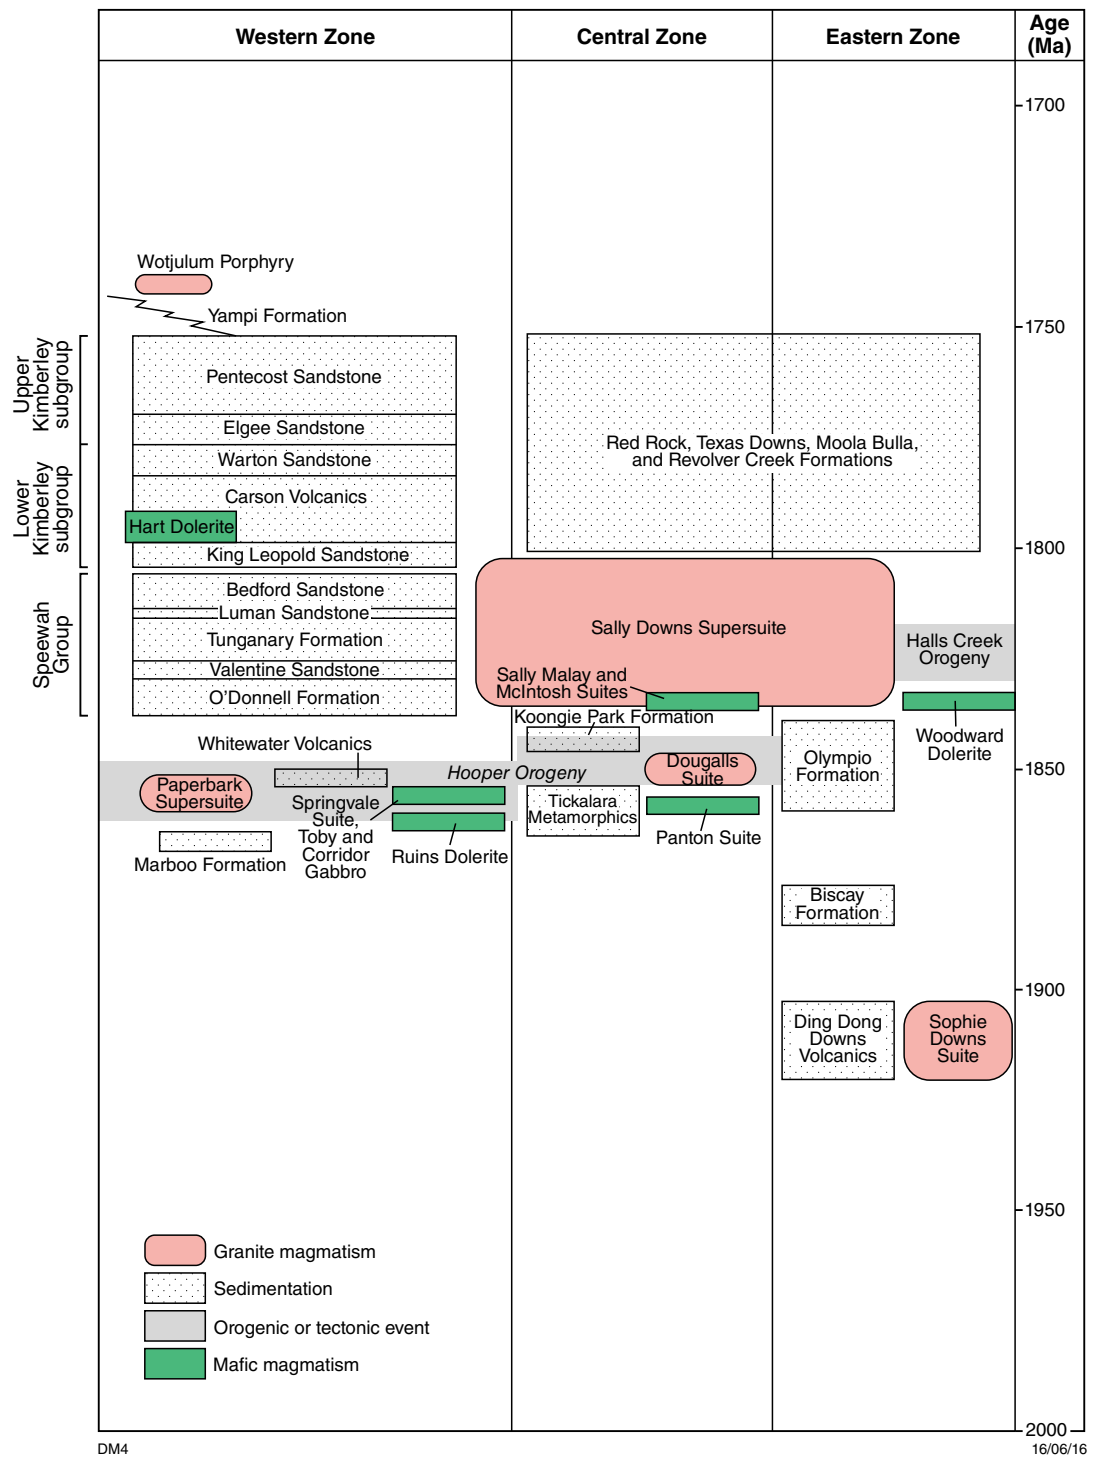 Western Zone
Central Zone
Eastern Zone
Age
(Ma)
1700
Wotjulum Porphyry
Yampi Formation
1750
Upper
Kimberley
subgroup
Pentecost Sandstone
Elgee Sandstone
Red Rock, Texas Downs, Moola Bulla,
and Revolver Creek Formations
Lower
Kimberley
subgroup
Warton Sandstone
Carson Volcanics
Hart Dolerite
King Leopold Sandstone
1800
Speewah
Group
Bedford Sandstone
Luman Sandstone
Tunganary Formation
Valentine Sandstone
O'Donnell Formation
Sally Downs Supersuite
Halls Creek
Orogeny
Sally Malay and
McIntosh Suites
Koongie Park Formation
Woodward
Dolerite
Whitewater Volcanics
Hooper Orogeny
Dougalls
Suite
Olympio
Formation
1850
Paperbark
Supersuite
Springvale
Suite,
Toby and
Corridor
Gabbro
Tickalara
Metamorphics
Panton Suite
Ruins Dolerite
Marboo Formation
Biscay
Formation
1900
Ding Dong
Downs
Volcanics
Sophie
Downs
Suite
1950
Granite magmatism
Sedimentation
Orogenic or tectonic event
Mafic magmatism
2000
DM4
16/06/16